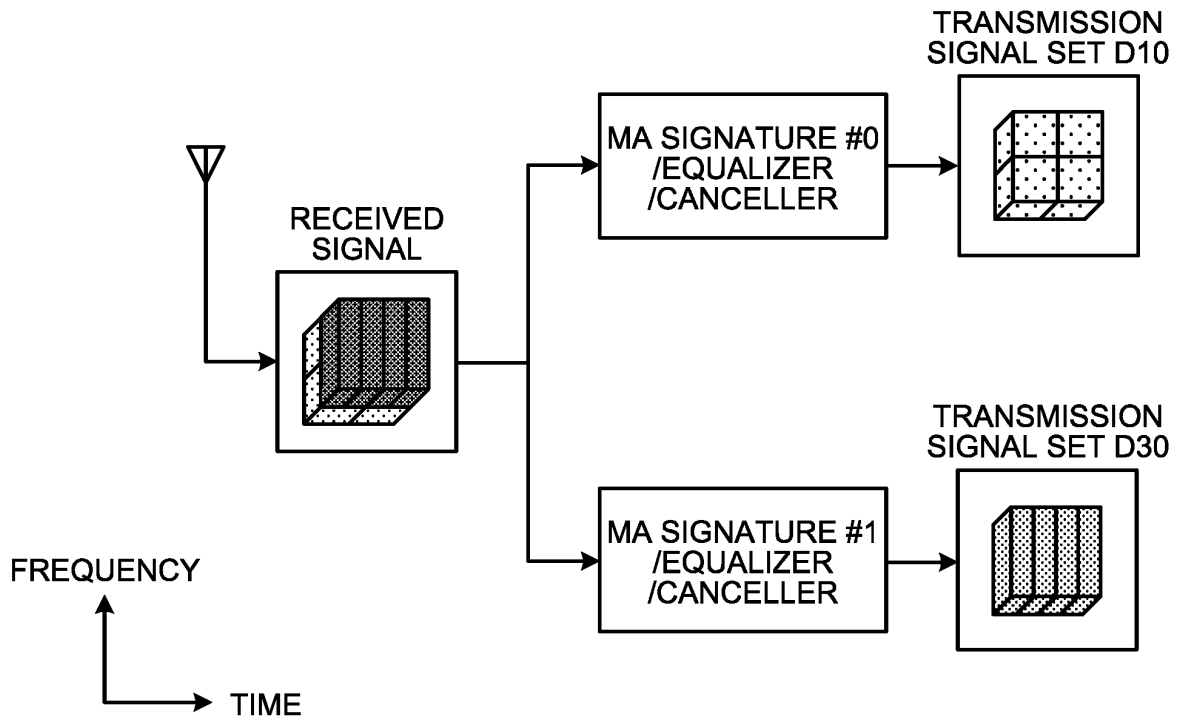 TRANSMISSION
SIGNAL SET D10
MA SIGNATURE #0
/EQUALIZER
/CANCELLER
RECEIVED
SIGNAL
TRANSMISSION
SIGNAL SET D30
MA SIGNATURE #1
/EQUALIZER
/CANCELLER
FREQUENCY
TIME